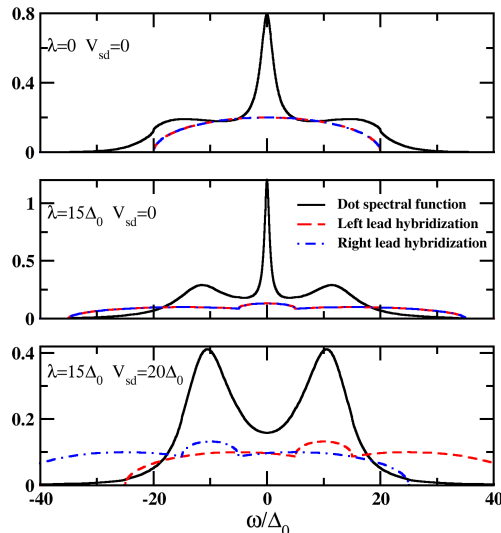 0.8
λ=0 V_sd=0
0.4
0
1
λ=15Δ_0 V_sd=0
Dot spectral function
Left lead hybridization
0.5
Right lead hybridization
0
0.4
λ=15Δ_0 V_sd=20Δ_0
0.2
0
-40 -20 0 20 40
ω/Δ_0